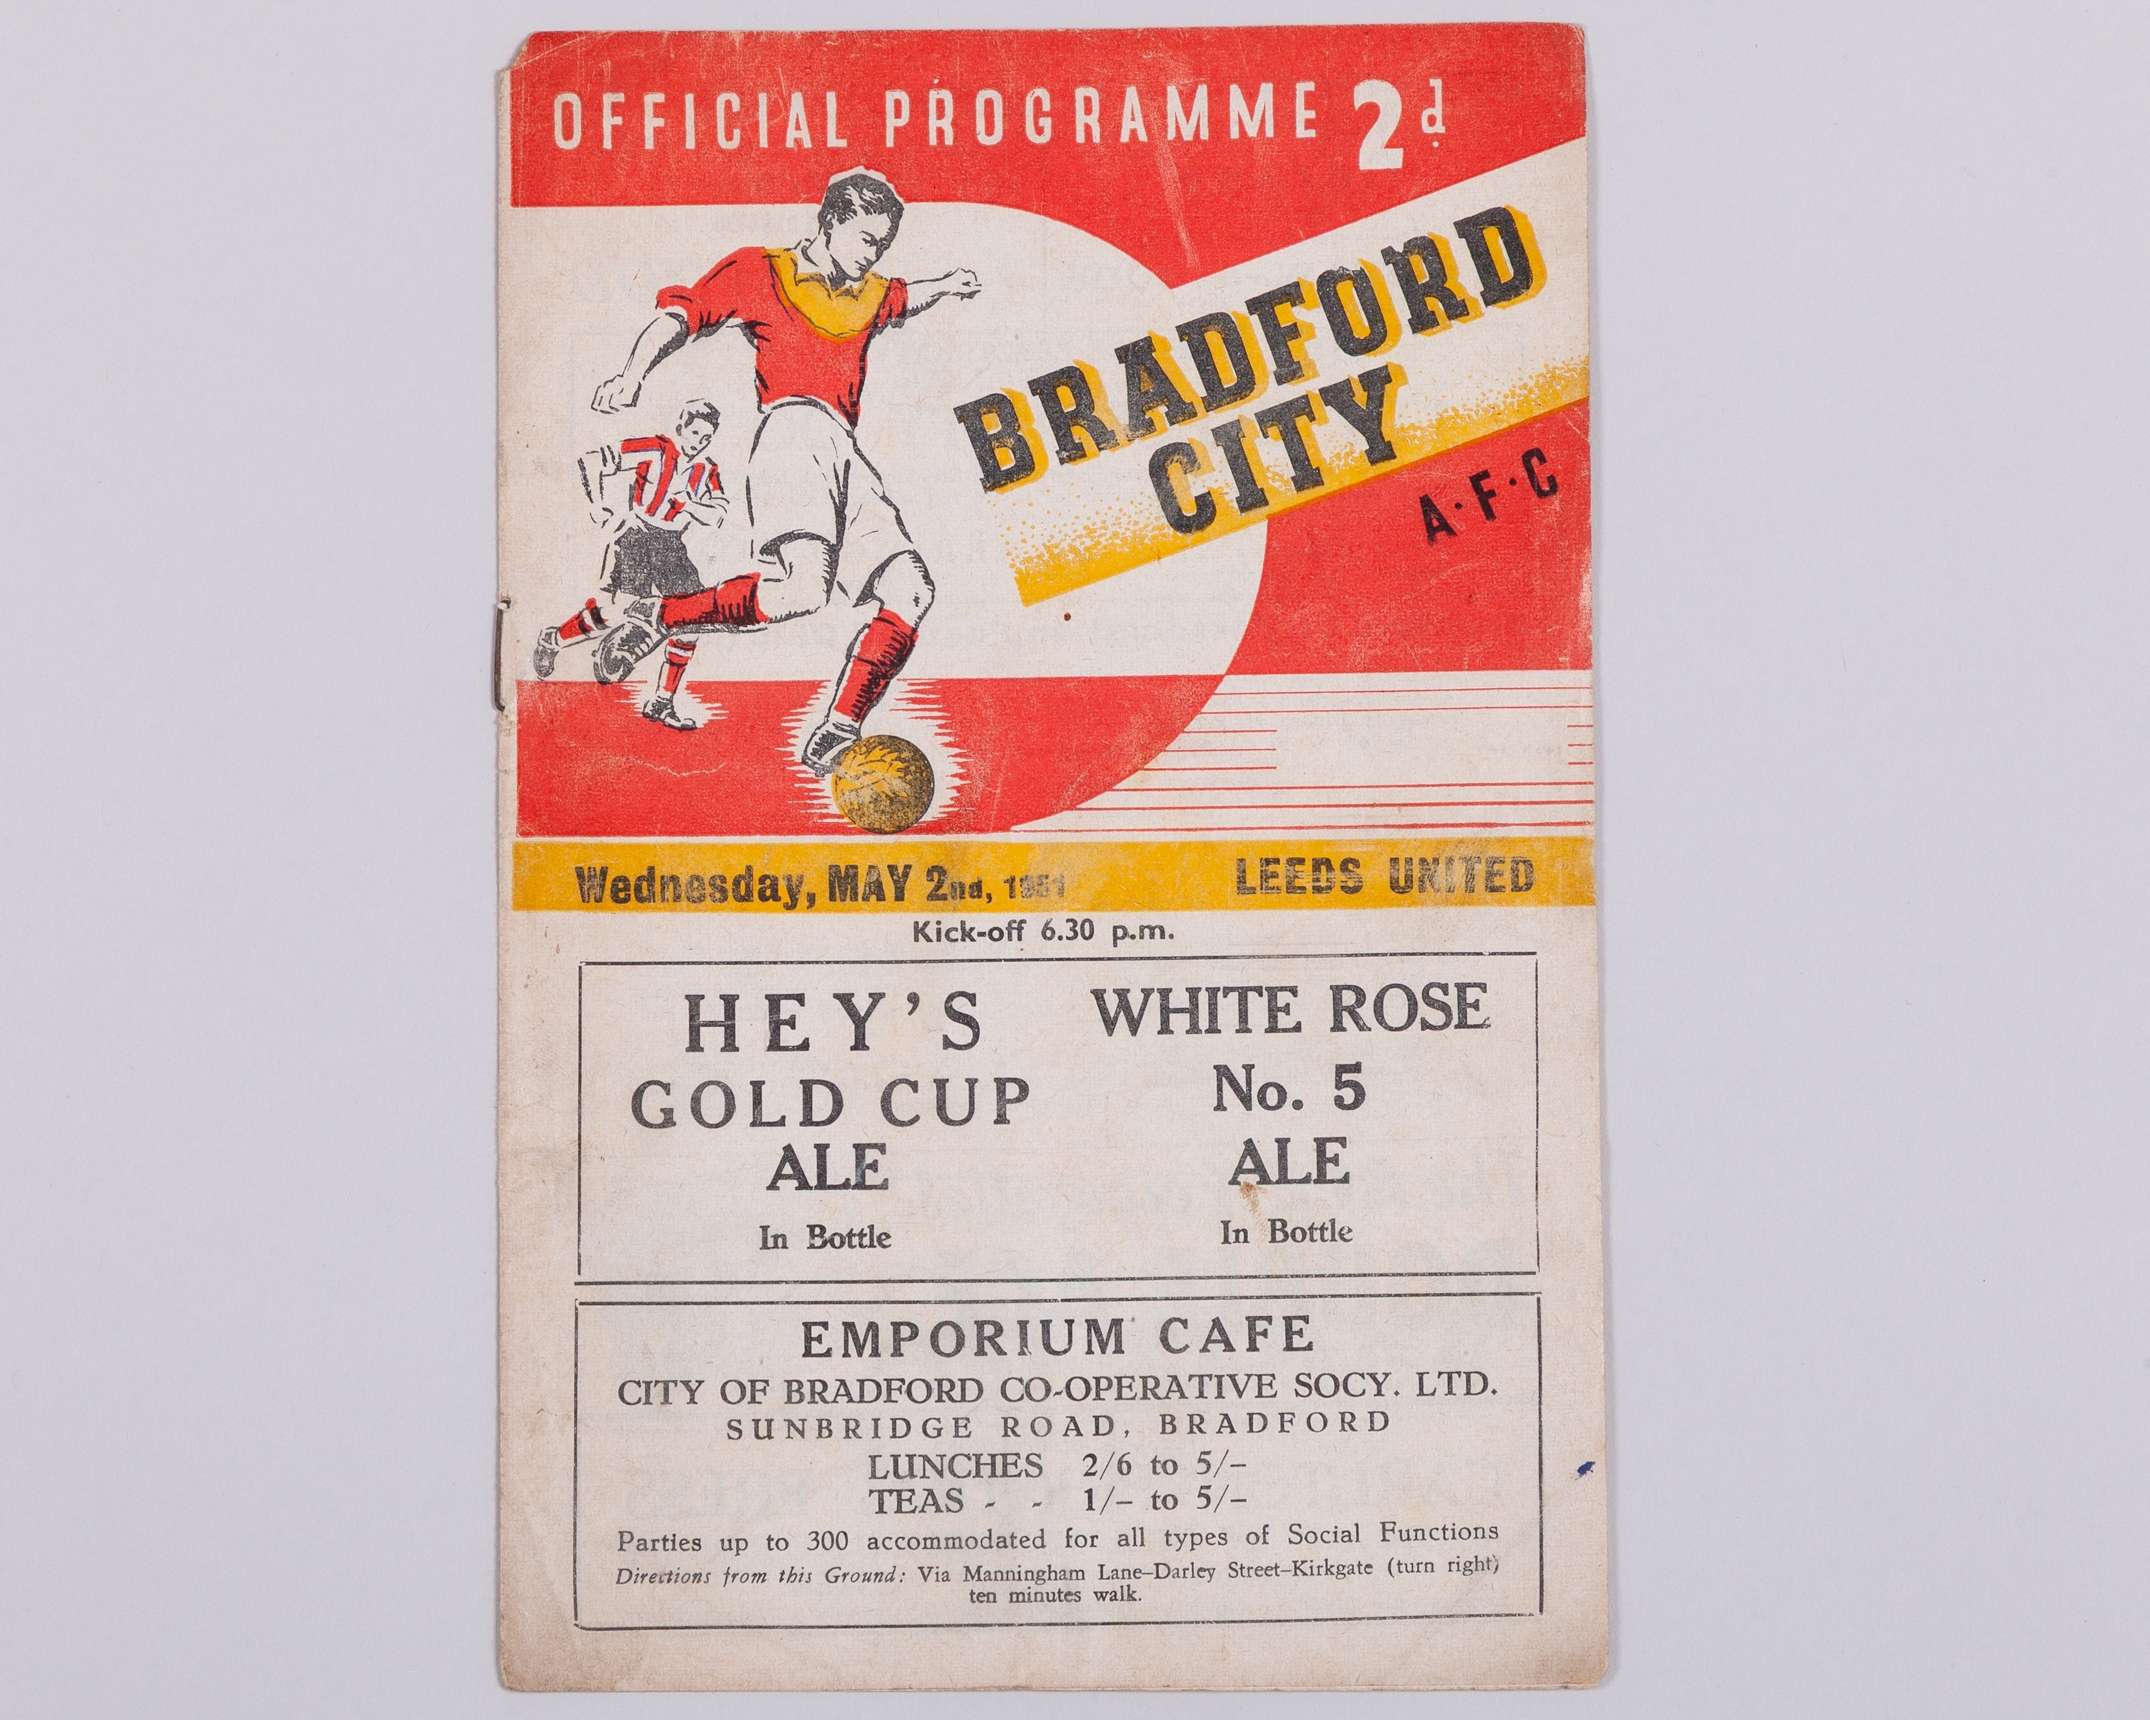 OFFICIAL PROGRAMME 2d.
BRADFORD
CITY
A·F·C
Wednesday, MAY 2nd, 1951 LEEDS UNITED
Kick-off 6.30 p.m.
HEY'S
GOLD CUP
ALE
In Bottle
WHITE ROSE
No. 5
ALE
In Bottle
EMPORIUM CAFE
CITY OF BRADFORD CO-OPERATIVE SOCY. LTD.
SUNBRIDGE ROAD, BRADFORD
LUNCHES 2/6 to 5/–
TEAS - - 1/– to 5/–
Parties up to 300 accommodated for all types of Social Functions
Directions from this Ground: Via Manningham Lane–Darley Street–Kirkgate (turn right)
ten minutes walk.